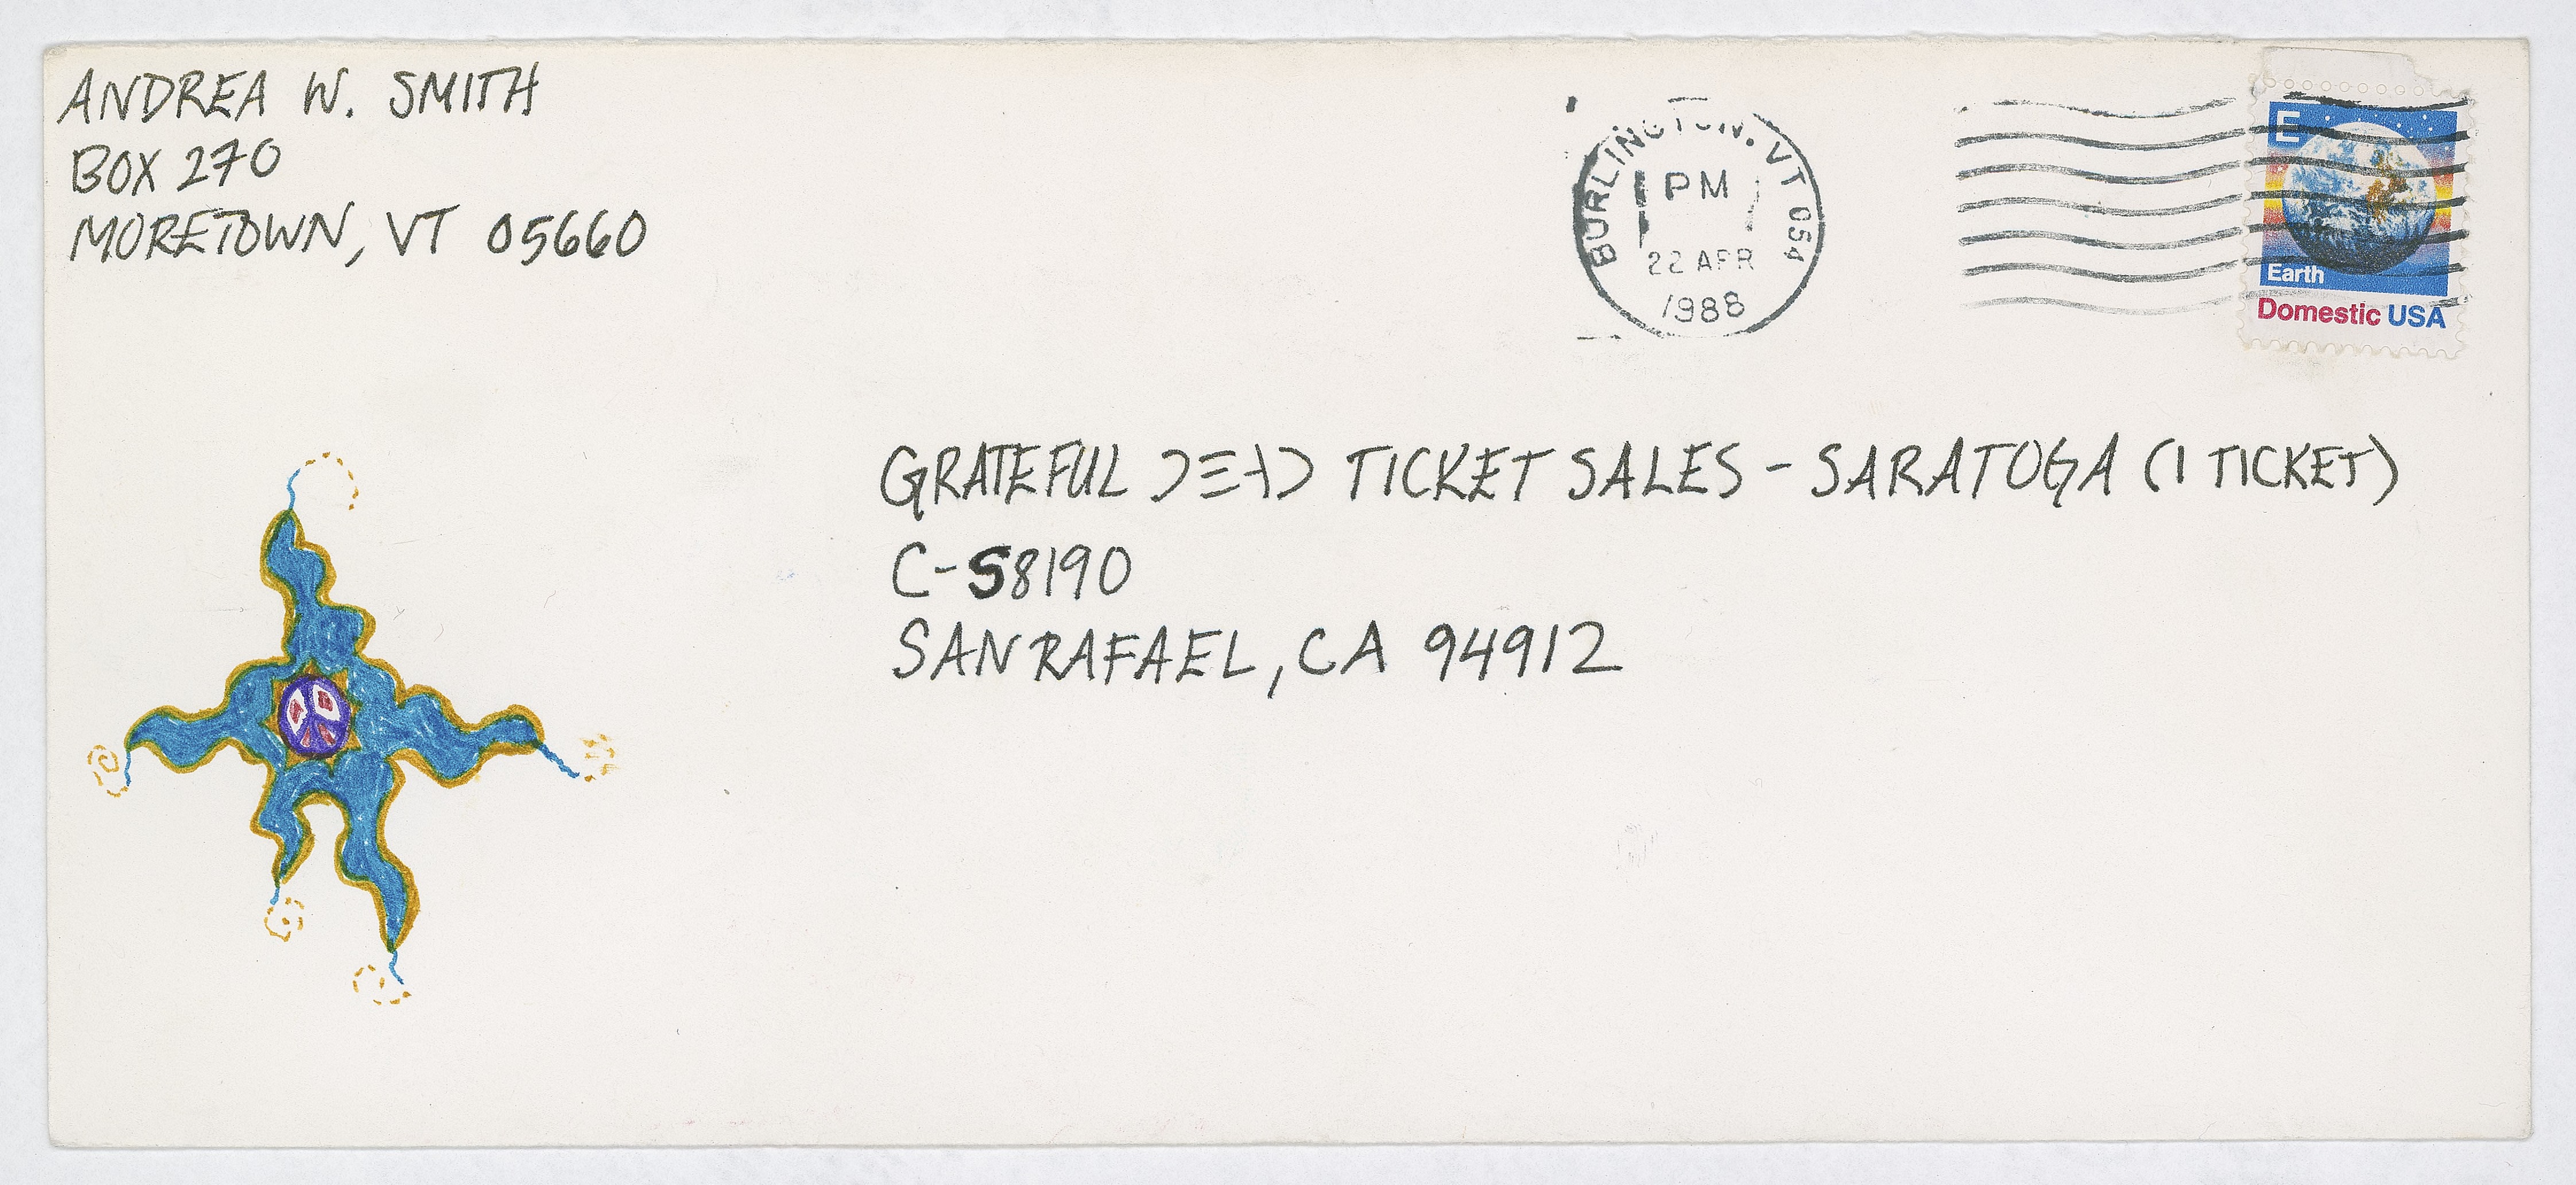 ANDREA W. SMITH
BOX 270
MORETOWN, VT 05660
BURLINGTON, VT 054
PM
22 APR
1988
E
Earth
Domestic USA
GRATEFUL DEAD TICKET SALES - SARATOGA (1 TICKET)
C-S8190
SAN RAFAEL, CA 94912